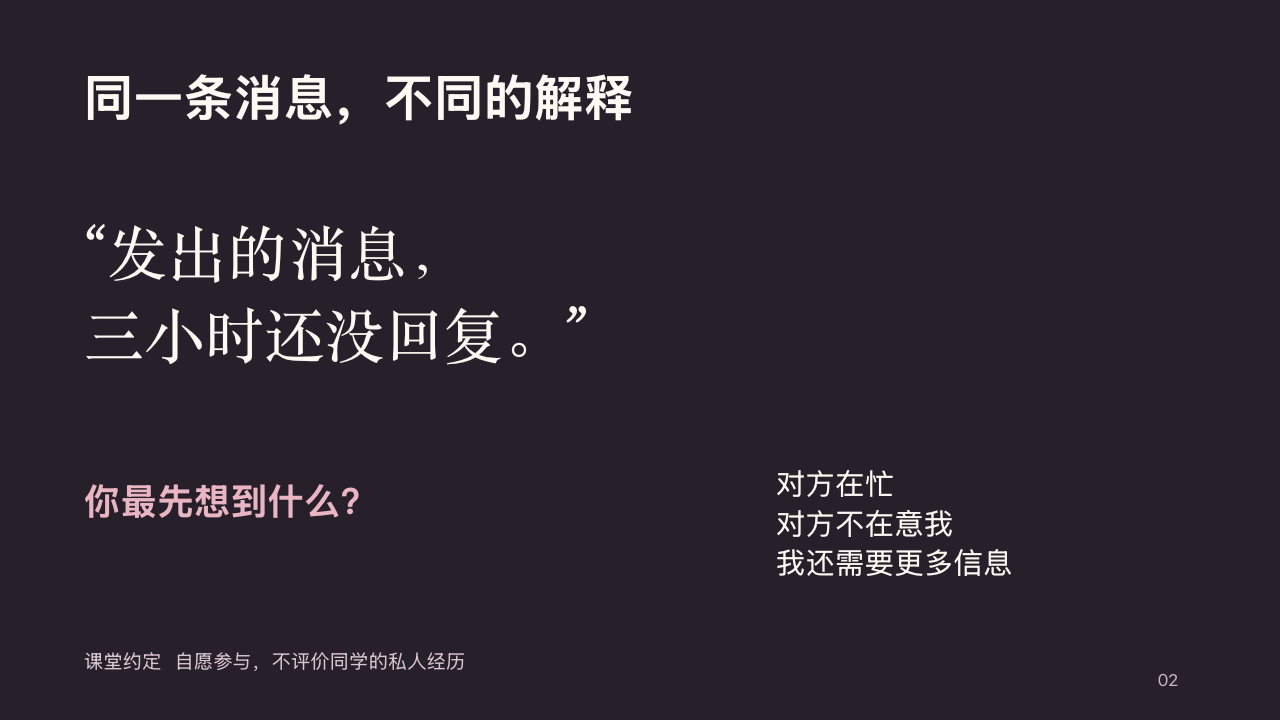 同一条消息，不同的解释
“发出的消息，
三小时还没回复。”
你最先想到什么？
对方在忙
对方不在意我
我还需要更多信息
课堂约定 自愿参与，不评价同学的私人经历
02